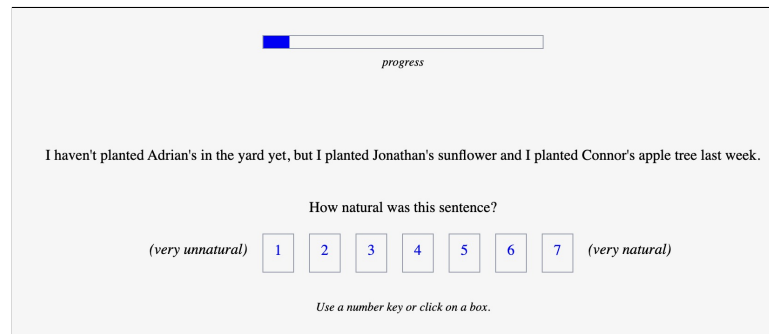 progress
I haven't planted Adrian's in the yard yet, but I planted Jonathan's sunflower and I planted Connor's apple tree last week.
How natural was this sentence?
(very unnatural) 1 2 3 4 5 6 7 (very natural)
Use a number key or click on a box.